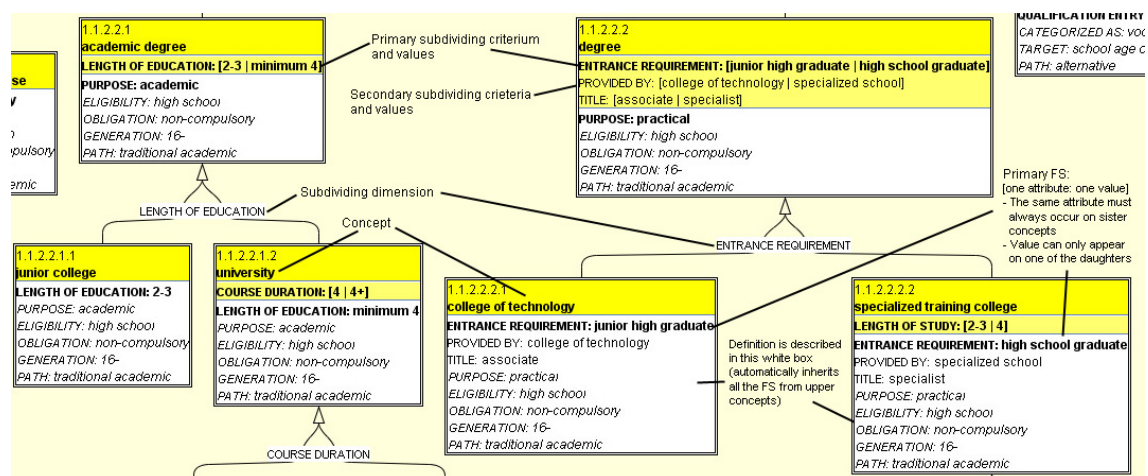 1.1.2.2.1
academic degree
LENGTH OF EDUCATION: [2-3 | minimum 4]
PURPOSE: academic
ELIGIBILITY: high school
OBLIGATION: non-compulsory
GENERATION: 16-
PATH: traditional academic
Primary subdividing criterium
and values
Secondary subdividing crieteria
and values
1.1.2.2.2
degree
ENTRANCE REQUIREMENT: [junior high graduate | high school graduate]
PROVIDED BY: [college of technology | specialized school]
TITLE: [associate | specialist]
PURPOSE: practical
ELIGIBILITY: high school
OBLIGATION: non-compulsory
GENERATION: 16-
PATH: traditional academic
QUALIFICATION ENTRY
CATEGORIZED AS: voc
TARGET: school age c
PATH: alternative
LENGTH OF EDUCATION
Subdividing dimension
Concept
ENTRANCE REQUIREMENT
Primary FS:
[one attribute: one value]
- The same attribute must
always occur on sister
concepts
- Value can only appear
on one of the daughters
1.1.2.2.1.1
junior college
LENGTH OF EDUCATION: 2-3
PURPOSE: academic
ELIGIBILITY: high school
OBLIGATION: non-compulsory
GENERATION: 16-
PATH: traditional academic
1.1.2.2.1.2
university
COURSE DURATION: [4 | 4+]
LENGTH OF EDUCATION: minimum 4
PURPOSE: academic
ELIGIBILITY: high school
OBLIGATION: non-compulsory
GENERATION: 16-
PATH: traditional academic
COURSE DURATION
1.1.2.2.2.1
college of technology
ENTRANCE REQUIREMENT: junior high graduate
PROVIDED BY: college of technology
TITLE: associate
PURPOSE: practical
ELIGIBILITY: high school
OBLIGATION: non-compulsory
GENERATION: 16-
PATH: traditional academic
Definition is described
in this white box
(automatically inherits
all the FS from upper
concepts)
1.1.2.2.2.2
specialized training college
LENGTH OF STUDY: [2-3 | 4]
ENTRANCE REQUIREMENT: high school graduate
PROVIDED BY: specialized school
TITLE: specialist
PURPOSE: practical
ELIGIBILITY: high school
OBLIGATION: non-compulsory
GENERATION: 16-
PATH: traditional academic